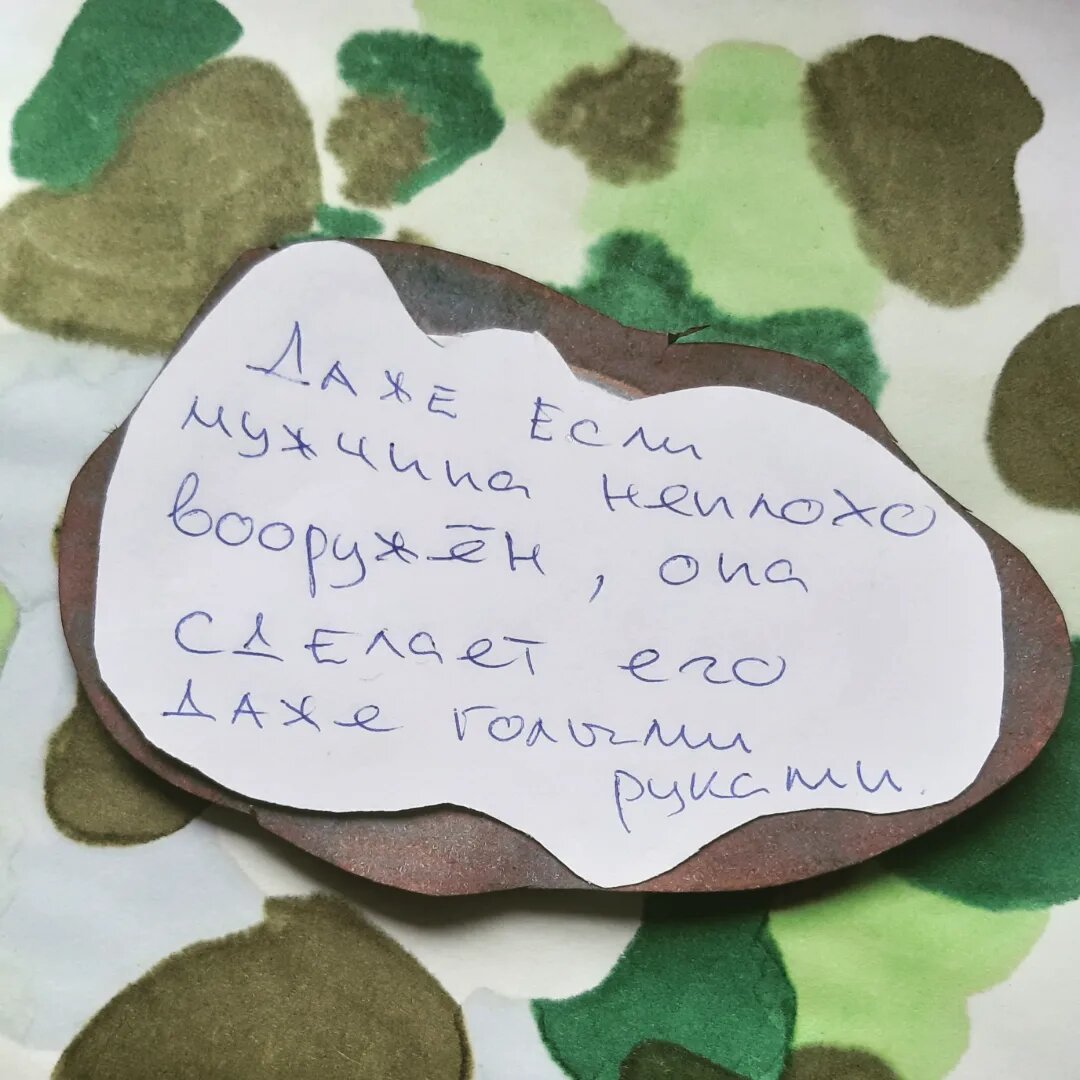 Даже если
мужчина неплохо
вооружён, она
сделает его
даже голыми
руками.